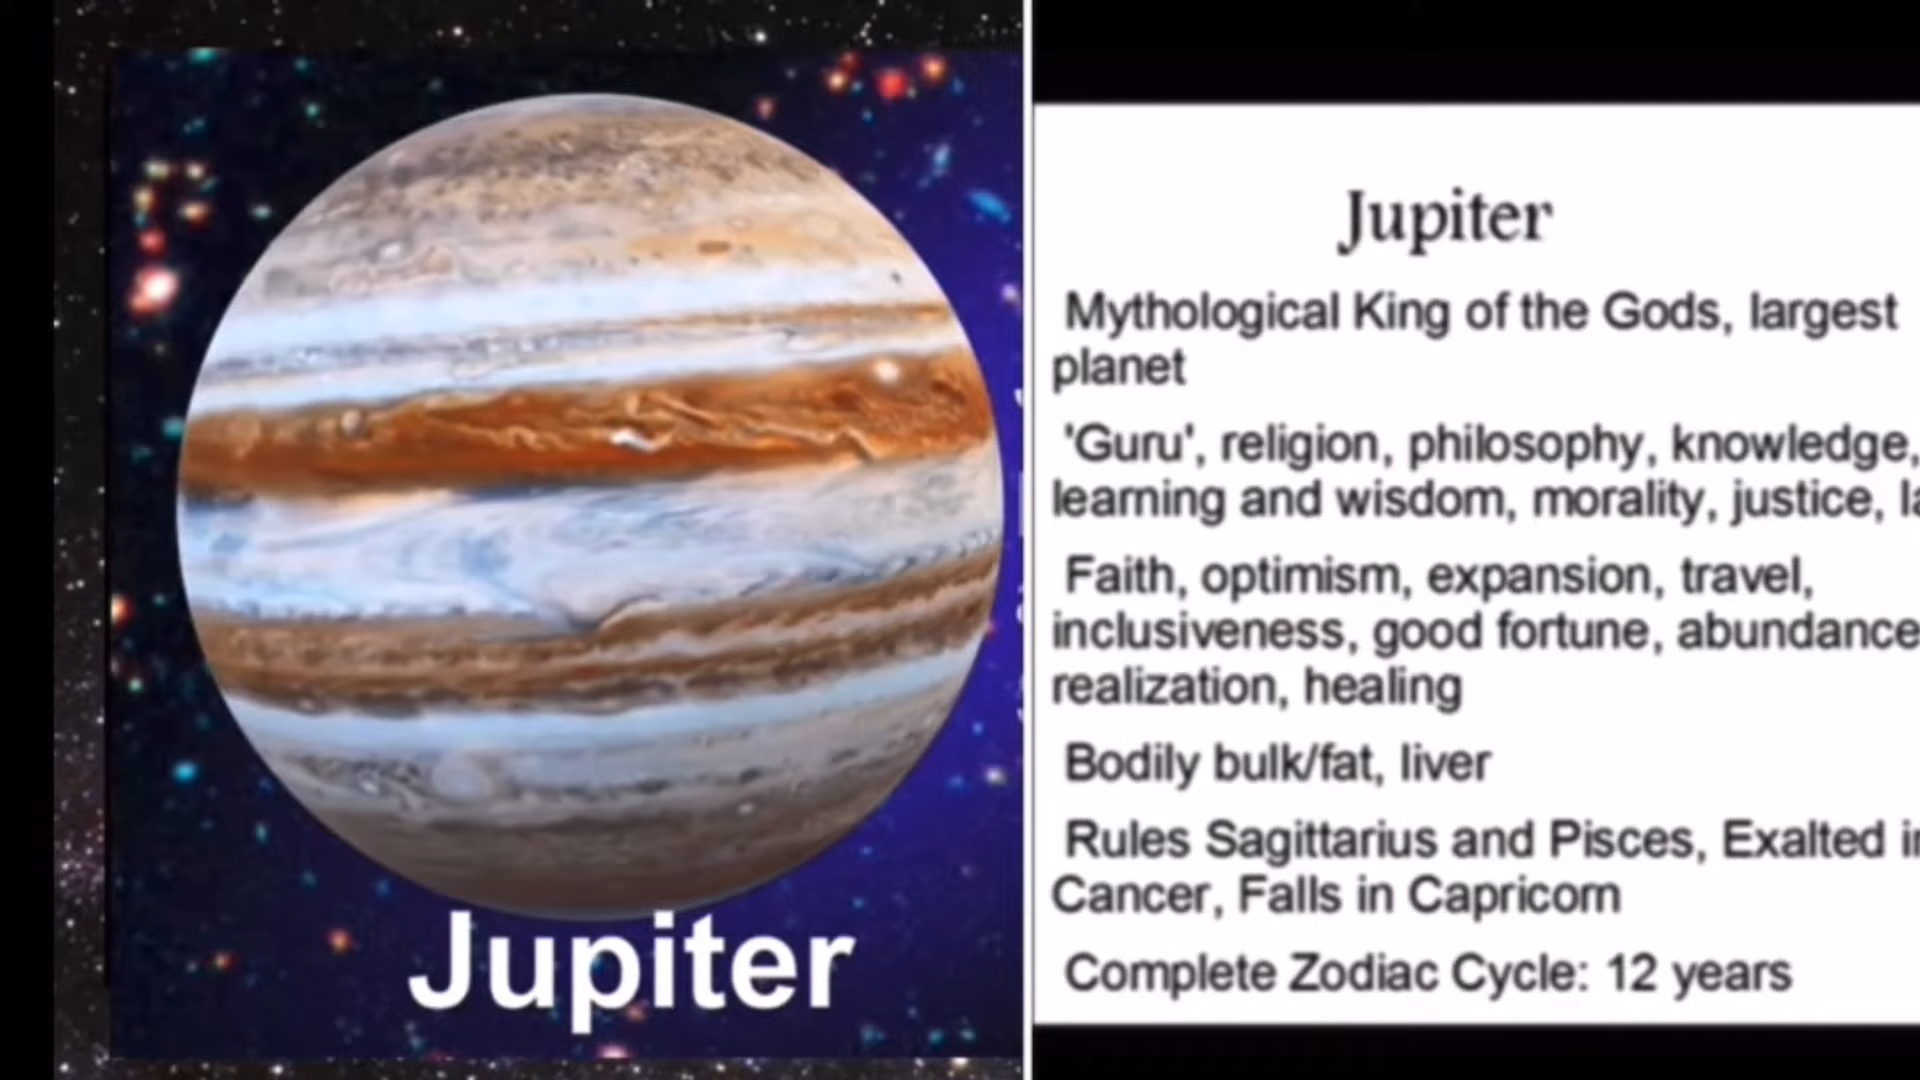 Jupiter
Jupiter
Mythological King of the Gods, largest
planet
'Guru', religion, philosophy, knowledge,
learning and wisdom, morality, justice,
Faith, optimism, expansion, travel,
inclusiveness, good fortune, abundance
realization, healing
Bodily bulk/fat, liver
Rules Sagittarius and Pisces, Exalted
Cancer, Falls in Capricorn
Complete Zodiac Cycle: 12 years